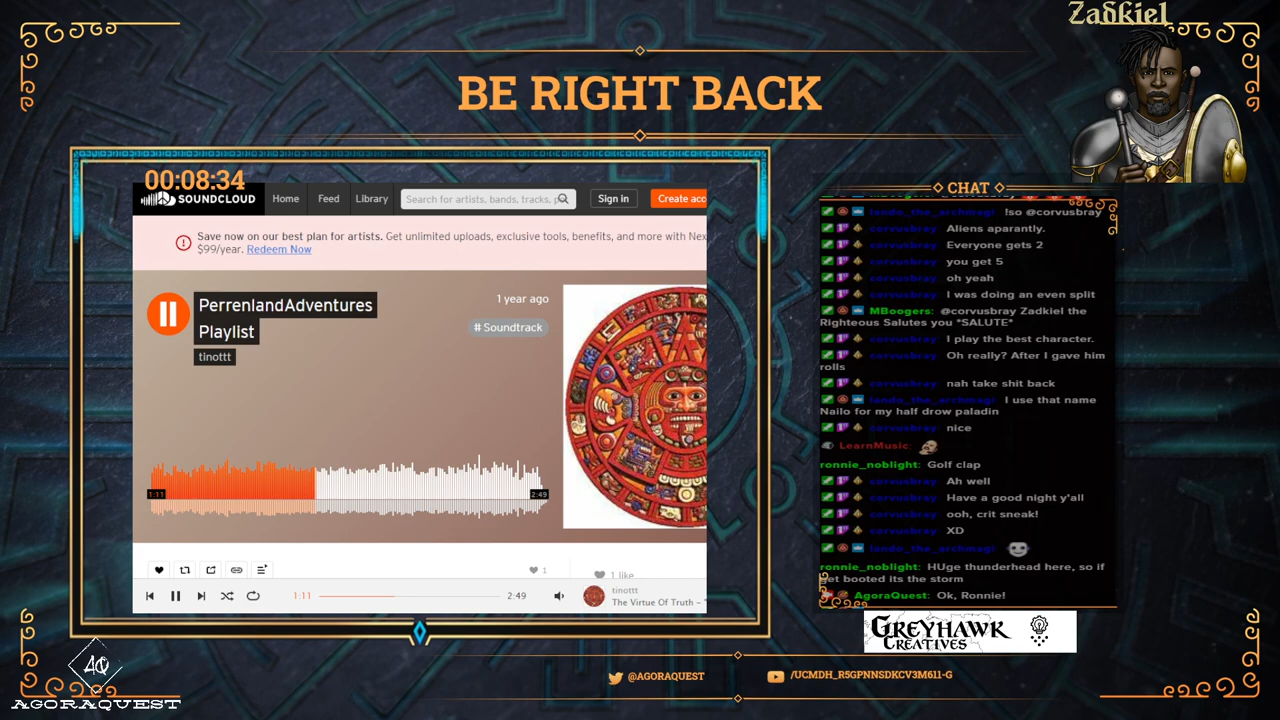 Zadkiel
BE RIGHT BACK
00:08:34
SOUNDCLOUD
Home
Feed
Library
Search for artists, bands, tracks, p
Sign in
Create acc
Save now on our best plan for artists. Get unlimited uploads, exclusive tools, benefits, and more with Nex
$99/year. Redeem Now
PerrenlandAdventures
Playlist
tinottt
1 year ago
# Soundtrack
1:11
2:49
1
1 like
1:11
2:49
tinottt
The Virtue Of Truth -
CHAT
lando_the_archmagi !so @corvusbray
corvusbray Aliens aparantly.
corvusbray Everyone gets 2
corvusbray you get 5
corvusbray oh yeah
corvusbray I was doing an even split
MBoogers: @corvusbray Zadkiel the
Righteous Salutes you *SALUTE*
corvusbray I play the best character.
corvusbray Oh really? After I gave him
rolls
corvusbray nah take shit back
lando_the_archmagi I use that name
Nailo for my half drow paladin
corvusbray nice
LearnMusic:
ronnie_noblight: Golf clap
corvusbray Ah well
corvusbray Have a good night y'all
corvusbray ooh, crit sneak!
corvusbray XD
lando_the_archmagi
ronnie_noblight: HUge thunderhead here, so if
get booted its the storm
AgoraQuest: Ok, Ronnie!
GREYHAWK
CREATIVES
AQ
AGORAQUEST
@AGORAQUEST
/UCMDH_R5GPNNSDKCV3M611-G